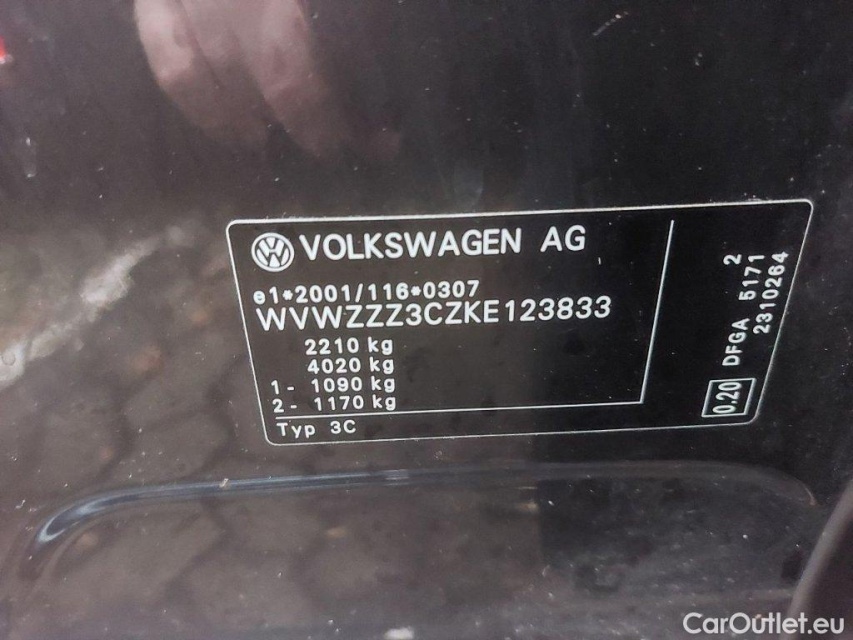 VOLKSWAGEN AG
e1*2001/116*0307
WVWZZZ3CZKE123833
2210 kg
4020 kg
1 - 1090 kg
2 - 1170 kg
Typ 3C
2
DFGA 5171
2310264
0.20
CarOutlet.eu